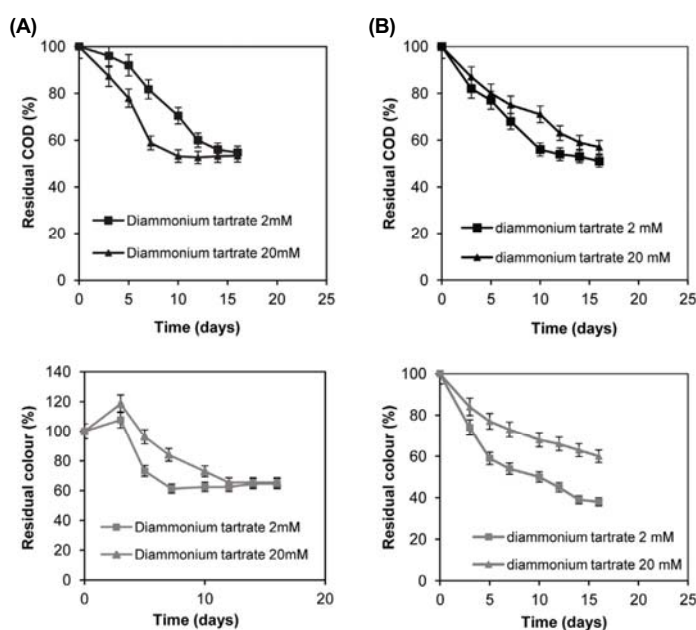 (A)
100
80
60
40
20
0
Residual COD (%)
Diammonium tartrate 2mM
Diammonium tartrate 20mM
0 5 10 15 20 25
Time (days)
(B)
100
80
60
40
20
0
Residual COD (%)
diammonium tartrate 2 mM
diammonium tartrate 20 mM
0 5 10 15 20 25
Time (days)
140
120
100
80
60
40
20
0
Residual colour (%)
Diammonium tartrate 2mM
Diammonium tartrate 20mM
0 10 20
Time (days)
100
80
60
40
20
0
Residual colour (%)
diammonium tartrate 2 mM
diammonium tartrate 20 mM
0 5 10 15 20 25
Time (days)